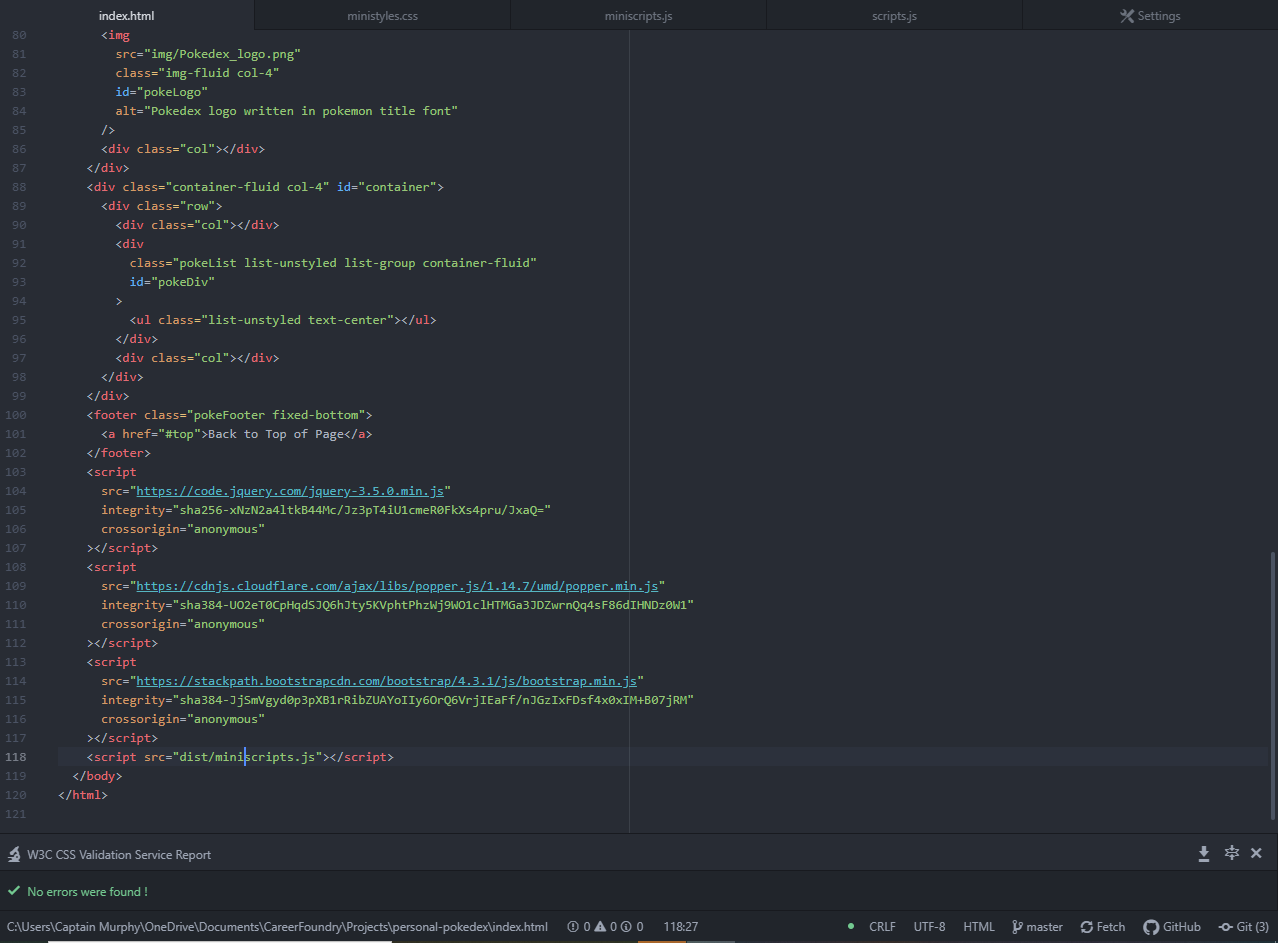 index.html ministyles.css miniscripts.js scripts.js Settings
80 <img
81 src="img/Pokedex_logo.png"
82 class="img-fluid col-4"
83 id="pokeLogo"
84 alt="Pokedex logo written in pokemon title font"
85 />
86 <div class="col"></div>
87 </div>
88 <div class="container-fluid col-4" id="container">
89 <div class="row">
90 <div class="col"></div>
91 <div
92 class="pokeList list-unstyled list-group container-fluid"
93 id="pokeDiv"
94 >
95 <ul class="list-unstyled text-center"></ul>
96 </div>
97 <div class="col"></div>
98 </div>
99 </div>
100 <footer class="pokeFooter fixed-bottom">
101 <a href="#top">Back to Top of Page</a>
102 </footer>
103 <script
104 src="https://code.jquery.com/jquery-3.5.0.min.js"
105 integrity="sha256-xNzN2a4ltkB44Mc/Jz3pT4iU1cmeR0FkXs4pru/JxaQ="
106 crossorigin="anonymous"
107 ></script>
108 <script
109 src="https://cdnjs.cloudflare.com/ajax/libs/popper.js/1.14.7/umd/popper.min.js"
110 integrity="sha384-UO2eT0CpHqdSJQ6hJty5KVphtPhzWj9WO1clHTMGa3JDZwrnQq4sF86dIHNDz0W1"
111 crossorigin="anonymous"
112 ></script>
113 <script
114 src="https://stackpath.bootstrapcdn.com/bootstrap/4.3.1/js/bootstrap.min.js"
115 integrity="sha384-JjSmVgyd0p3pXB1rRibZUAYoIIy6OrQ6VrjIEaFf/nJGzIxFDsf4x0xIM+B07jRM"
116 crossorigin="anonymous"
117 ></script>
118 <script src="dist/miniscripts.js"></script>
119 </body>
120 </html>
121
W3C CSS Validation Service Report
No errors were found !
C:\Users\Captain Murphy\OneDrive\Documents\CareerFoundry\Projects\personal-pokedex\index.html 0 0 0 118:27 CRLF UTF-8 HTML master Fetch GitHub Git (3)